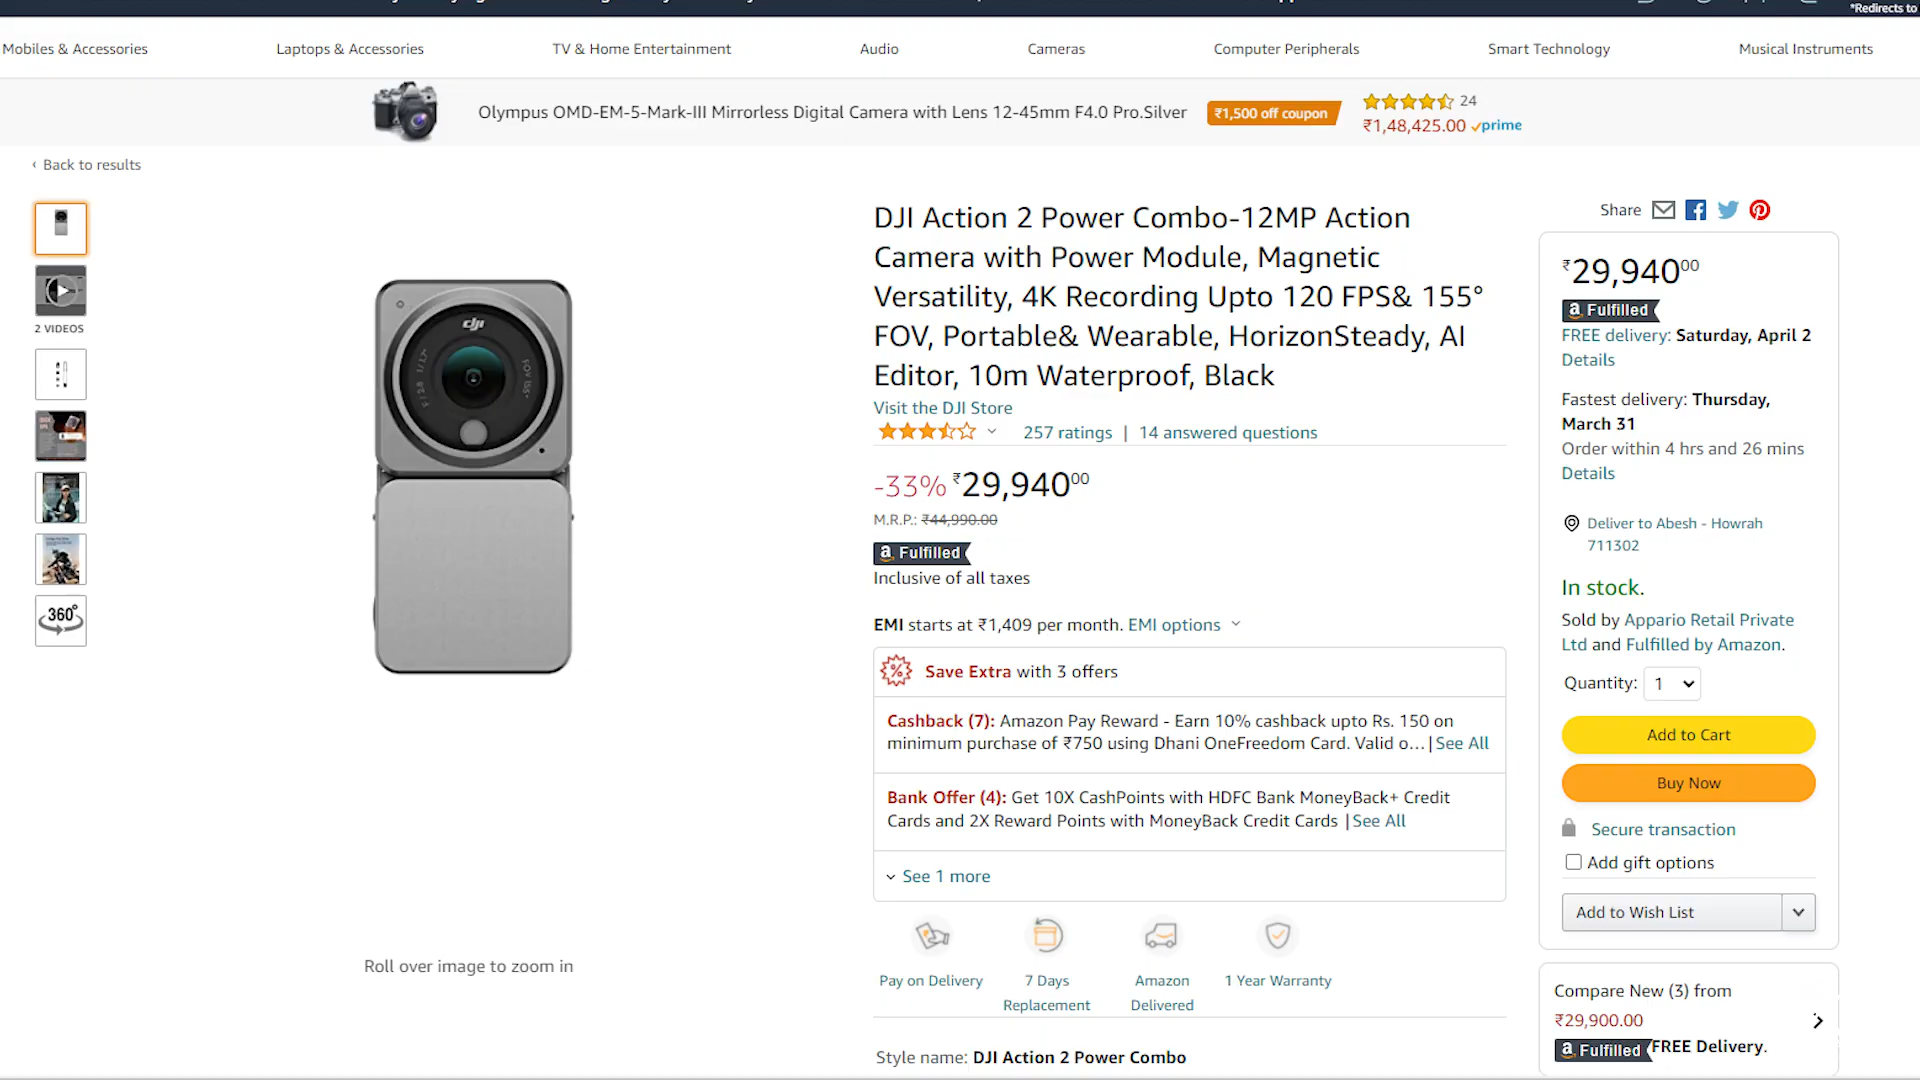 *Redirects to
Mobiles & Accessories
Laptops & Accessories
TV & Home Entertainment
Audio
Cameras
Computer Peripherals
Smart Technology
Musical Instruments
Olympus OMD-EM-5-Mark-III Mirrorless Digital Camera with Lens 12-45mm F4.0 Pro.Silver
₹1,500 off coupon
24
₹1,48,425.00 prime
‹ Back to results
2 VIDEOS
360°
dji
F/2.8 1/1.7"
FOV 155°
Roll over image to zoom in
DJI Action 2 Power Combo-12MP Action
Camera with Power Module, Magnetic
Versatility, 4K Recording Upto 120 FPS& 155°
FOV, Portable& Wearable, HorizonSteady, AI
Editor, 10m Waterproof, Black
Visit the DJI Store
257 ratings | 14 answered questions
-33% ₹29,94000
M.R.P.: ₹44,990.00
a Fulfilled
Inclusive of all taxes
EMI starts at ₹1,409 per month. EMI options
% Save Extra with 3 offers
Cashback (7): Amazon Pay Reward - Earn 10% cashback upto Rs. 150 on
minimum purchase of ₹750 using Dhani OneFreedom Card. Valid o… | See All
Bank Offer (4): Get 10X CashPoints with HDFC Bank MoneyBack+ Credit
Cards and 2X Reward Points with MoneyBack Credit Cards | See All
See 1 more
Pay on Delivery
7 Days
Replacement
Amazon
Delivered
1 Year Warranty
Style name: DJI Action 2 Power Combo
Share
₹29,94000
a Fulfilled
FREE delivery: Saturday, April 2
Details
Fastest delivery: Thursday,
March 31
Order within 4 hrs and 26 mins
Details
Deliver to Abesh - Howrah
711302
In stock.
Sold by Appario Retail Private
Ltd and Fulfilled by Amazon.
Quantity: 1
Add to Cart
Buy Now
Secure transaction
Add gift options
Add to Wish List
Compare New (3) from
₹29,900.00
a Fulfilled FREE Delivery.